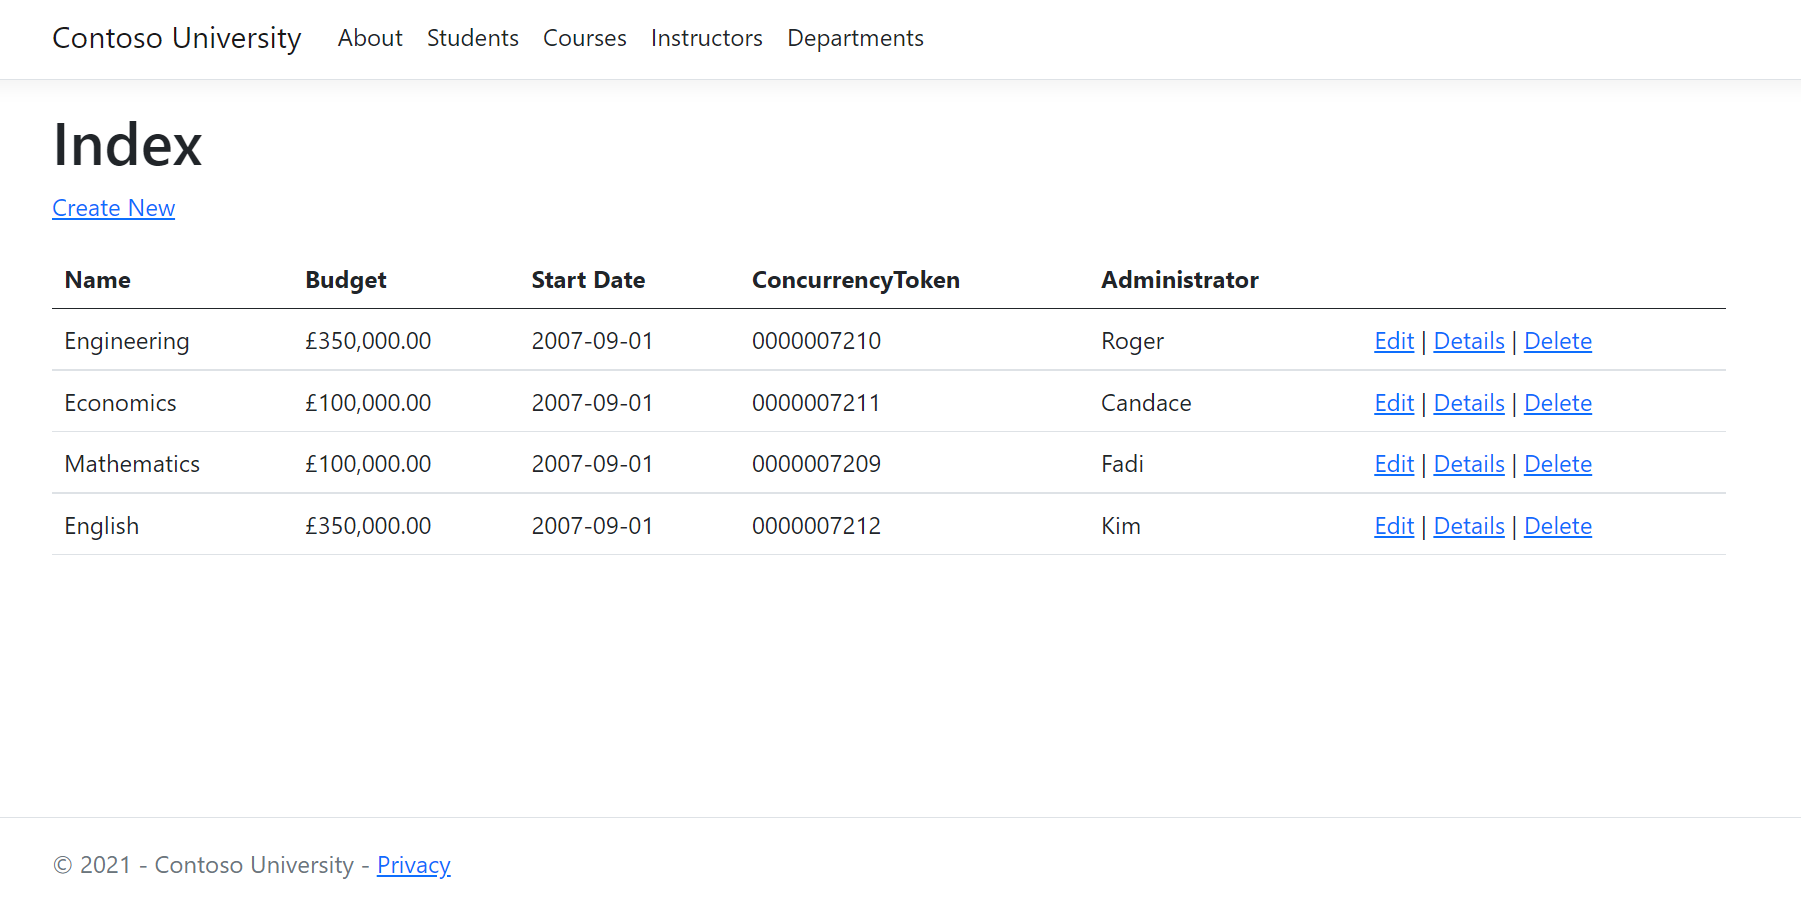 Contoso University About Students Courses Instructors Departments
Index
Create New
Name Budget Start Date ConcurrencyToken Administrator
Engineering £350,000.00 2007-09-01 0000007210 Roger Edit | Details | Delete
Economics £100,000.00 2007-09-01 0000007211 Candace Edit | Details | Delete
Mathematics £100,000.00 2007-09-01 0000007209 Fadi Edit | Details | Delete
English £350,000.00 2007-09-01 0000007212 Kim Edit | Details | Delete
© 2021 - Contoso University - Privacy